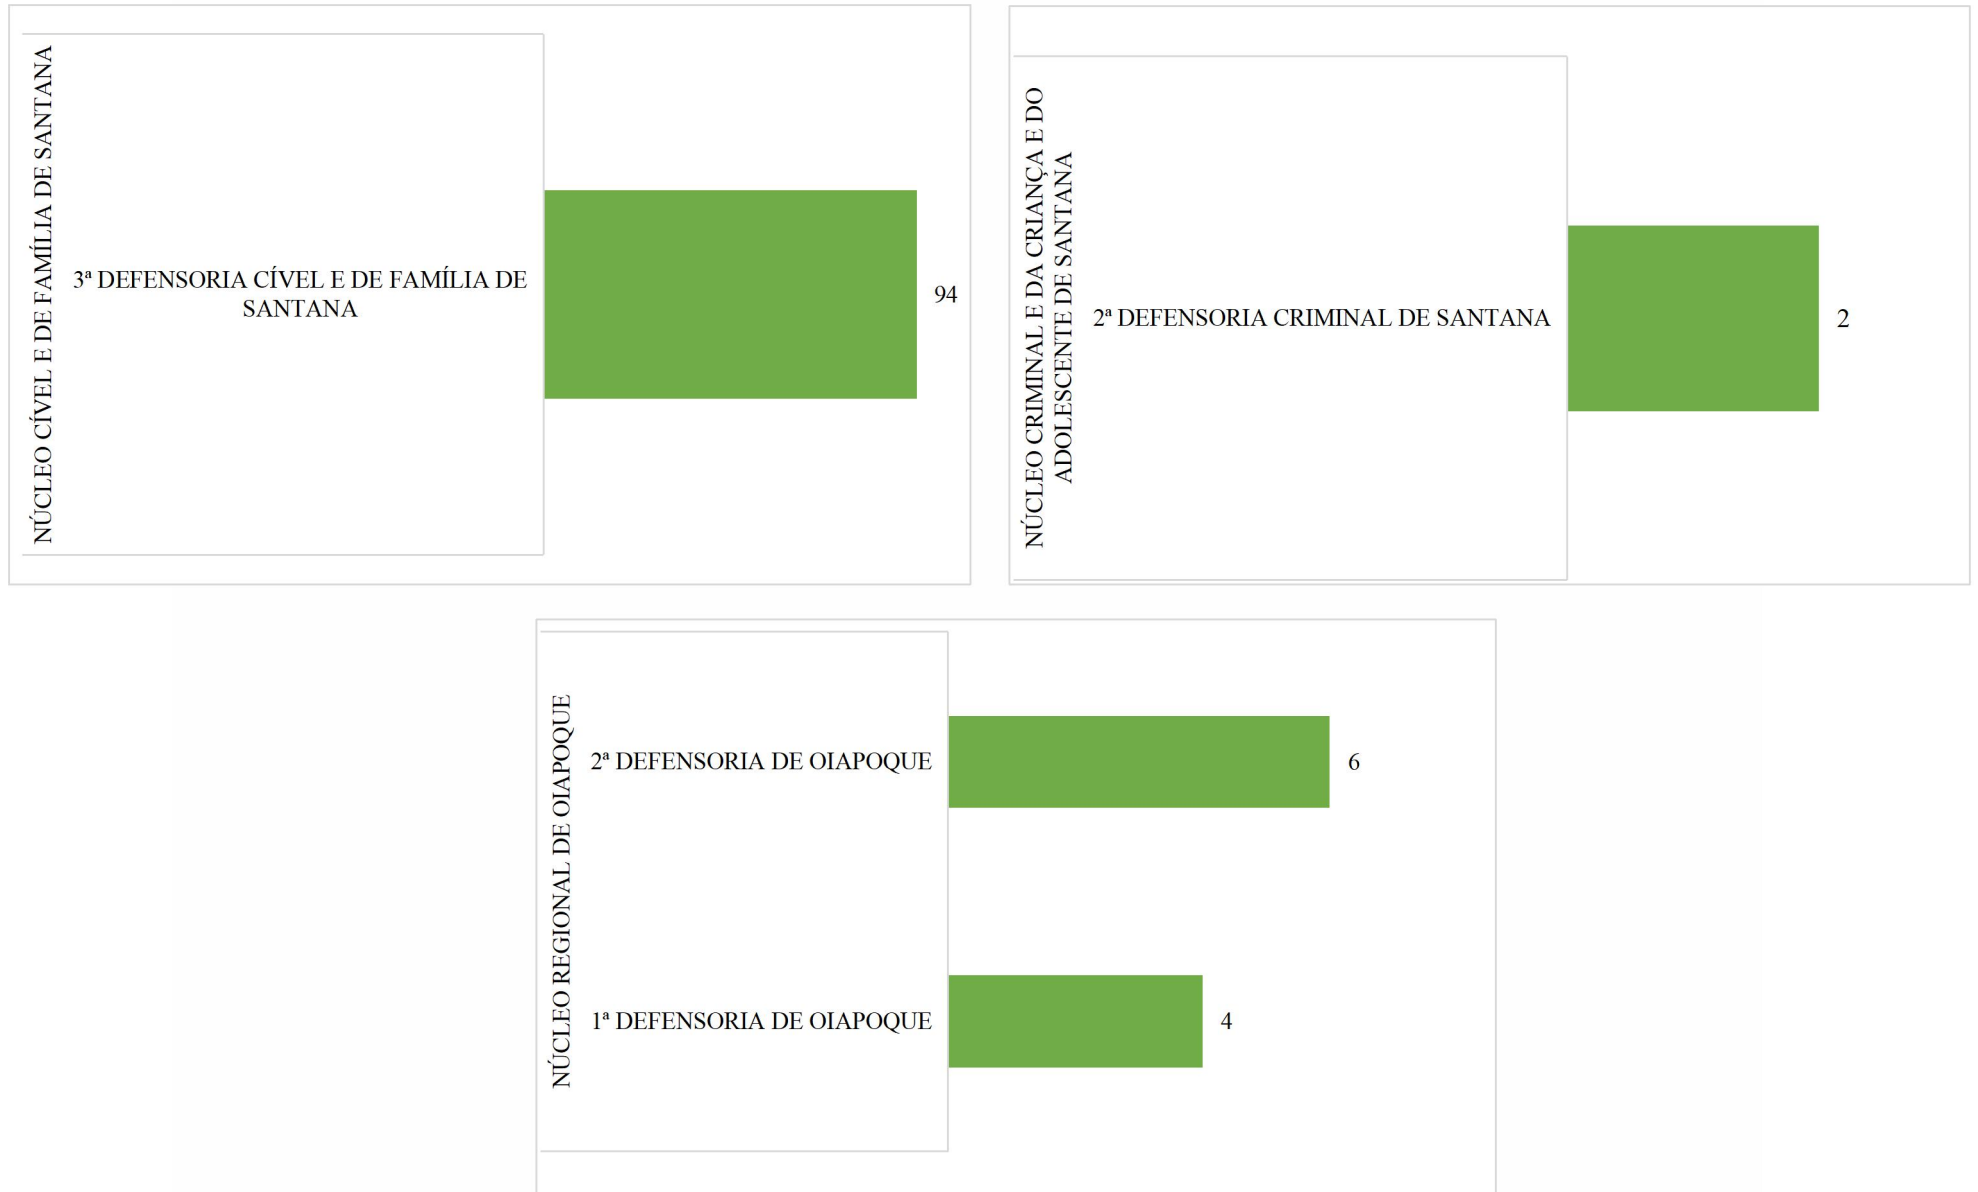 NÚCLEO CÍVEL E DE FAMÍLIA DE SANTANA
3ª DEFENSORIA CÍVEL E DE FAMÍLIA DE
SANTANA
94
NÚCLEO CRIMINAL E DA CRIANÇA E DO
ADOLESCENTE DE SANTANA
2ª DEFENSORIA CRIMINAL DE SANTANA
2
NÚCLEO REGIONAL DE OIAPOQUE
2ª DEFENSORIA DE OIAPOQUE
6
1ª DEFENSORIA DE OIAPOQUE
4